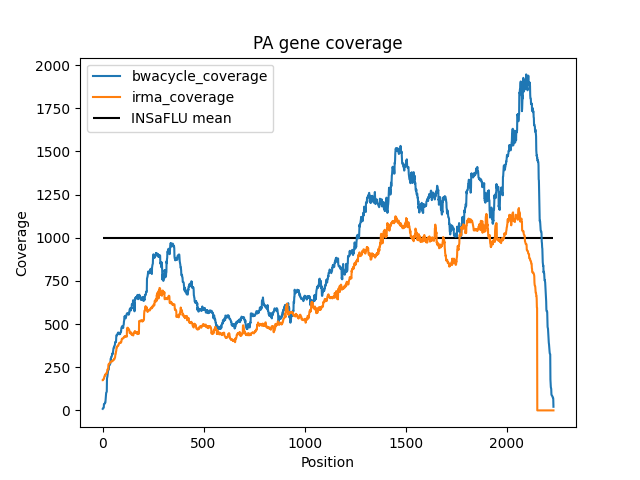 PA gene coverage
bwacycle_coverage
irma_coverage
INSaFLU mean
Coverage
2000
1750
1500
1250
1000
750
500
250
0
0 500 1000 1500 2000
Position